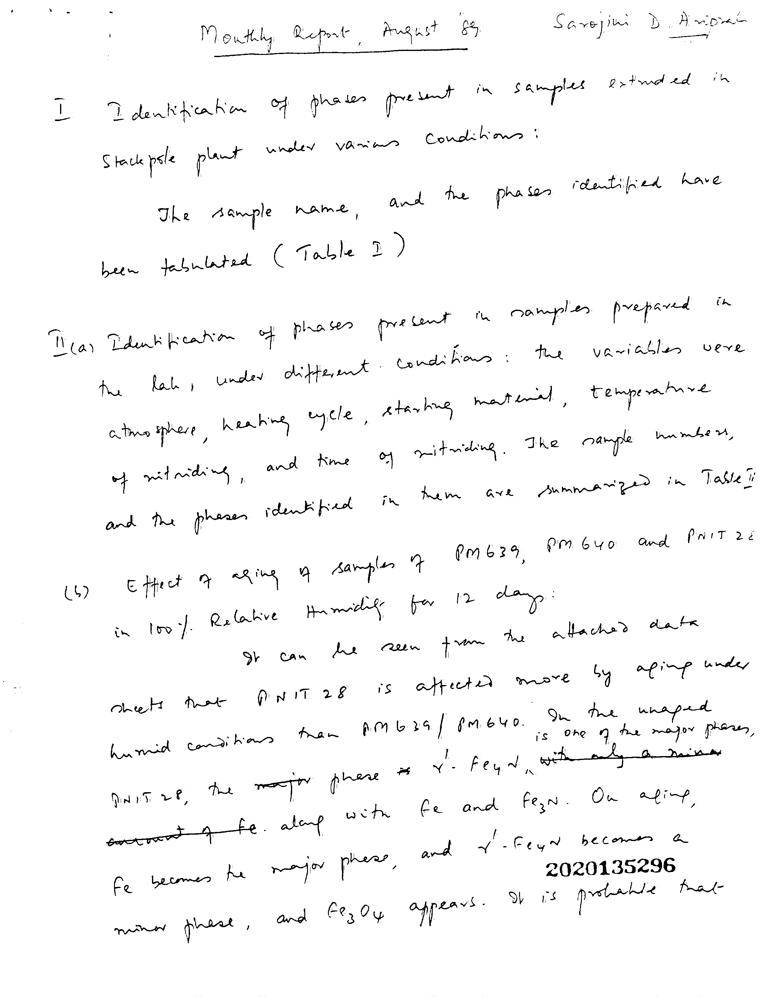 Monthly Report, August '89 Sarojini D.
I Identification of phases present in samples extruded in
Stackpole plant under various conditions:
The sample name, and the phases identified have
been tabulated (Table I)
II (a) Identification of phases present in samples prepared in
the lab, under different conditions: the variables were
atmosphere, heating cycle, starting material, temperature
of nitriding, and time of nitriding. The sample numbers,
and the phases identified in them are summarized in Table II
(b) Effect of aging of samples of PM639, PM640 and PNIT 28
in 100% Relative Humidity for 12 days:
It can be seen from the attached data
sheets that PNIT 28 is affected more by aging under
humid conditions than PM639/PM640. In the unaged
is one of the major phases,
PNIT 28, the major phase is γ'-Fe4N, with only a minor
amount of Fe. along with Fe and Fe3N. On aging,
Fe becomes the major phase, and γ'-Fe4N becomes a
2020135296
minor phase, and Fe3O4 appears. It is probable that